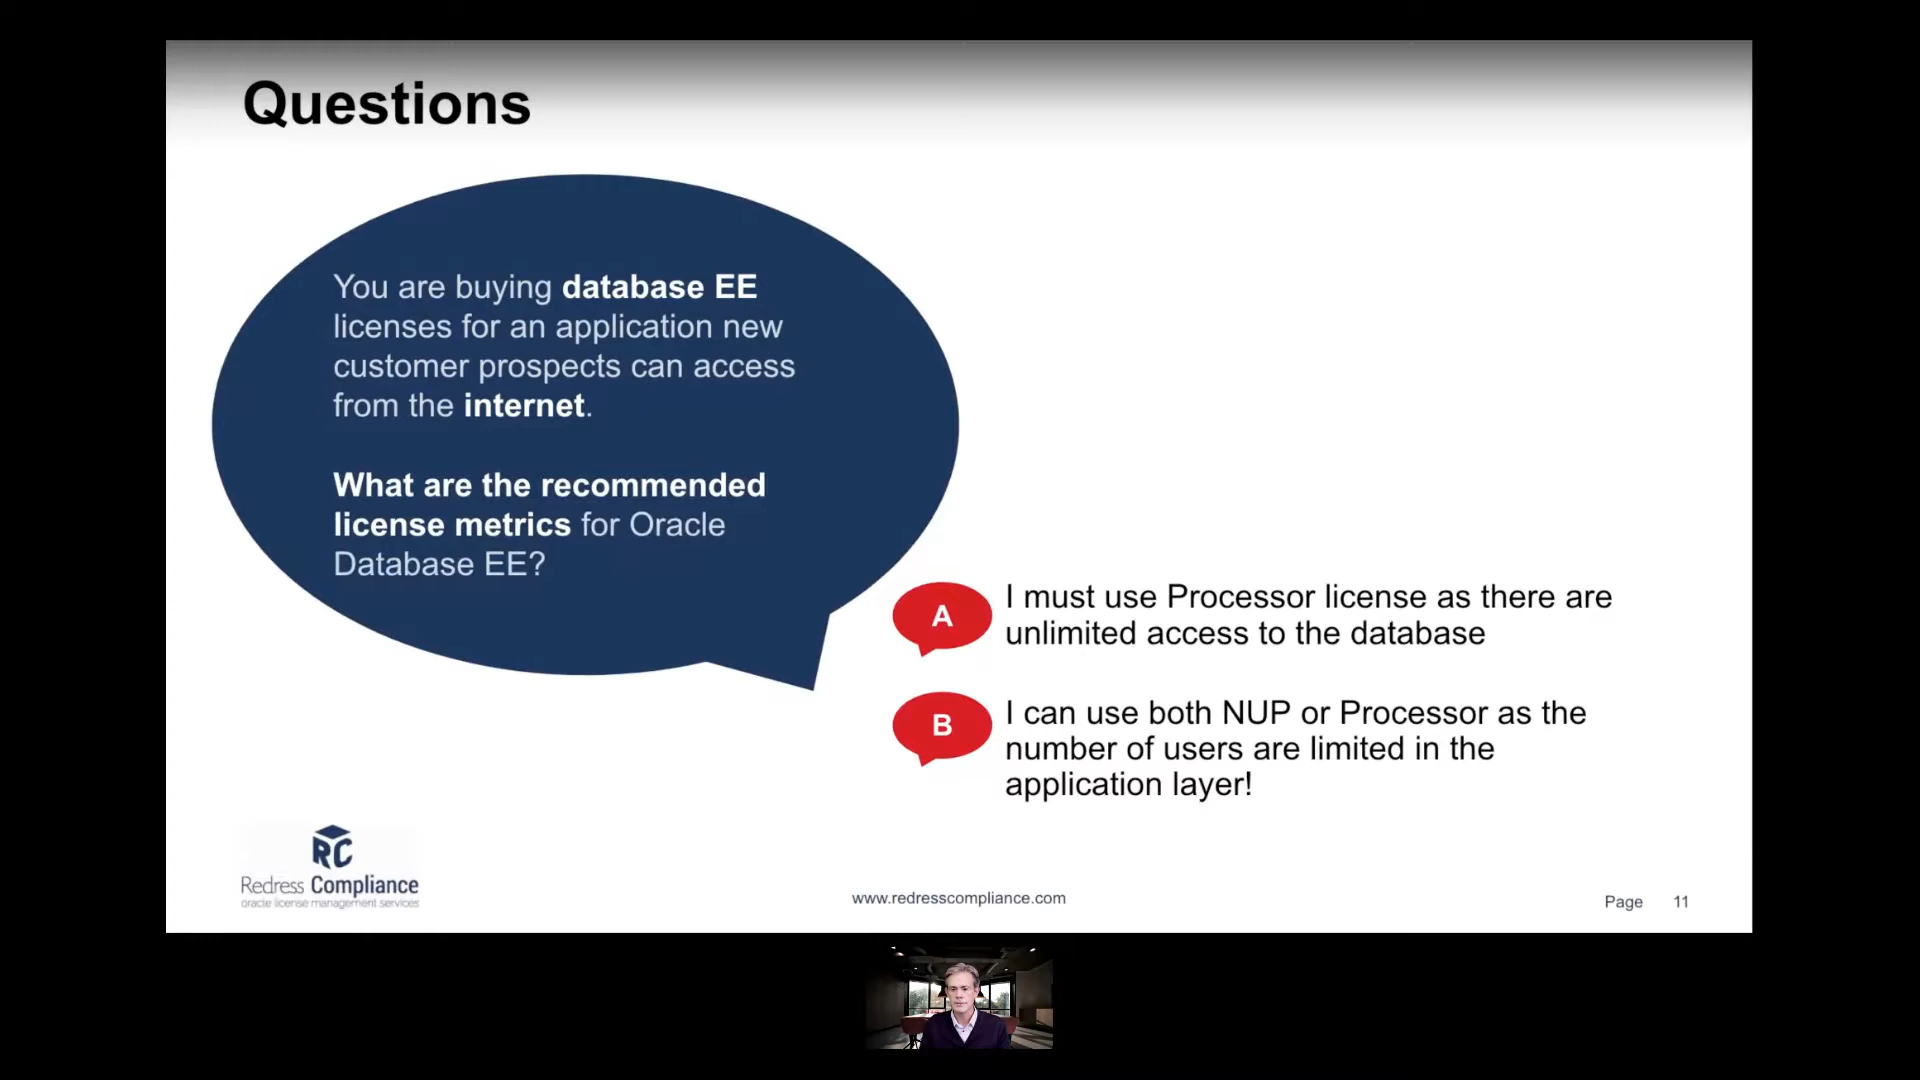 Questions
You are buying database EE
licenses for an application new
customer prospects can access
from the internet.
What are the recommended
license metrics for Oracle
Database EE?
A
I must use Processor license as there are
unlimited access to the database
B
I can use both NUP or Processor as the
number of users are limited in the
application layer!
RC
Redress Compliance
oracle license management services
www.redresscompliance.com
Page 11